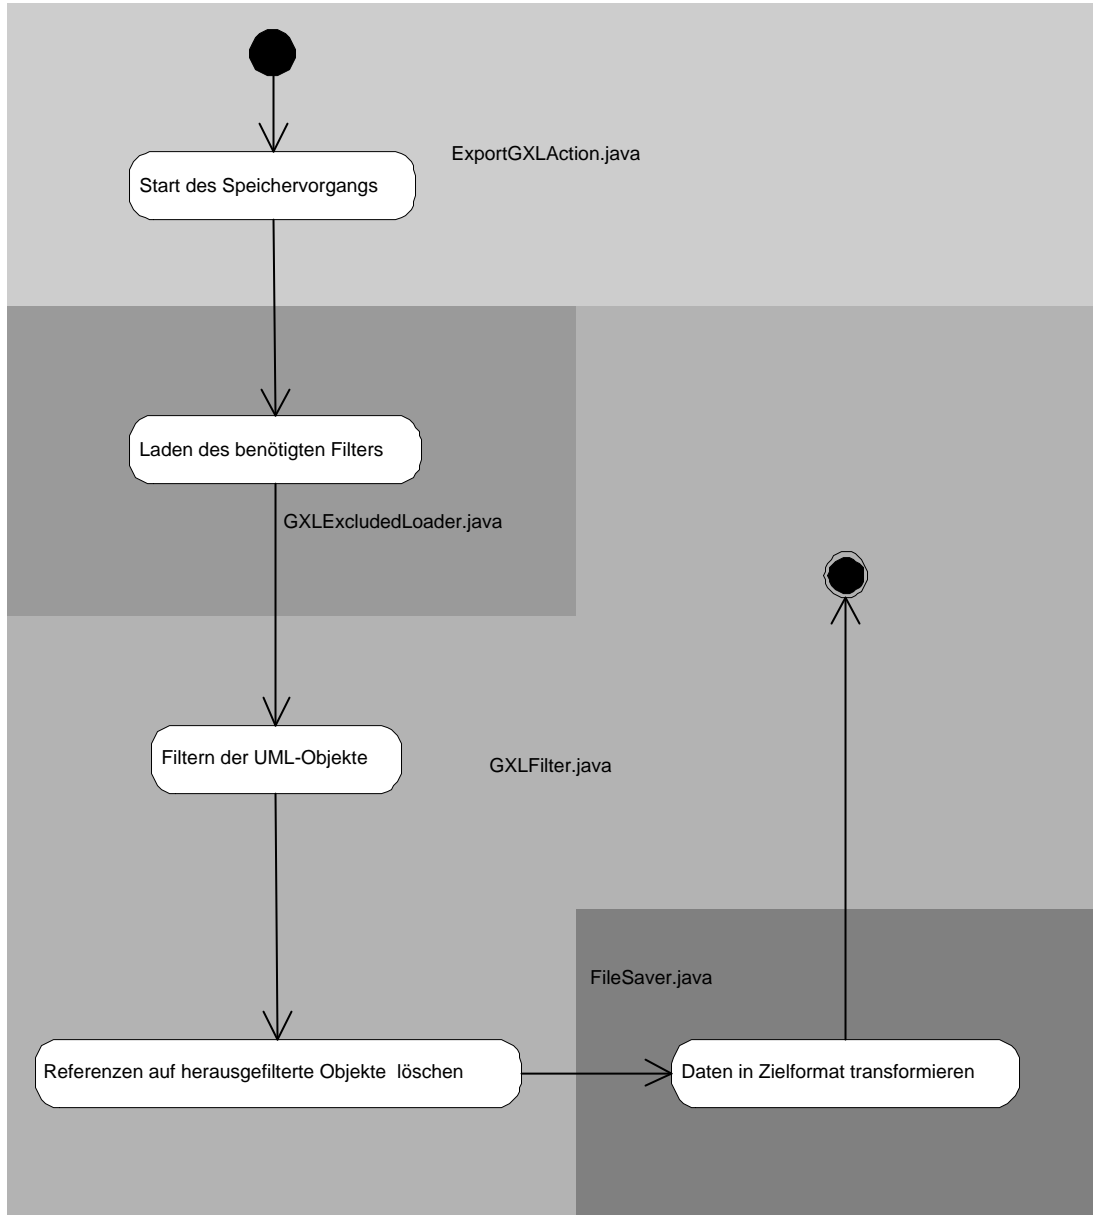 ExportGXLAction.java
Start des Speichervorgangs
Laden des benötigten Filters
GXLExcludedLoader.java
Filtern der UML-Objekte
GXLFilter.java
FileSaver.java
Referenzen auf herausgefilterte Objekte  löschen
Daten in Zielformat transformieren